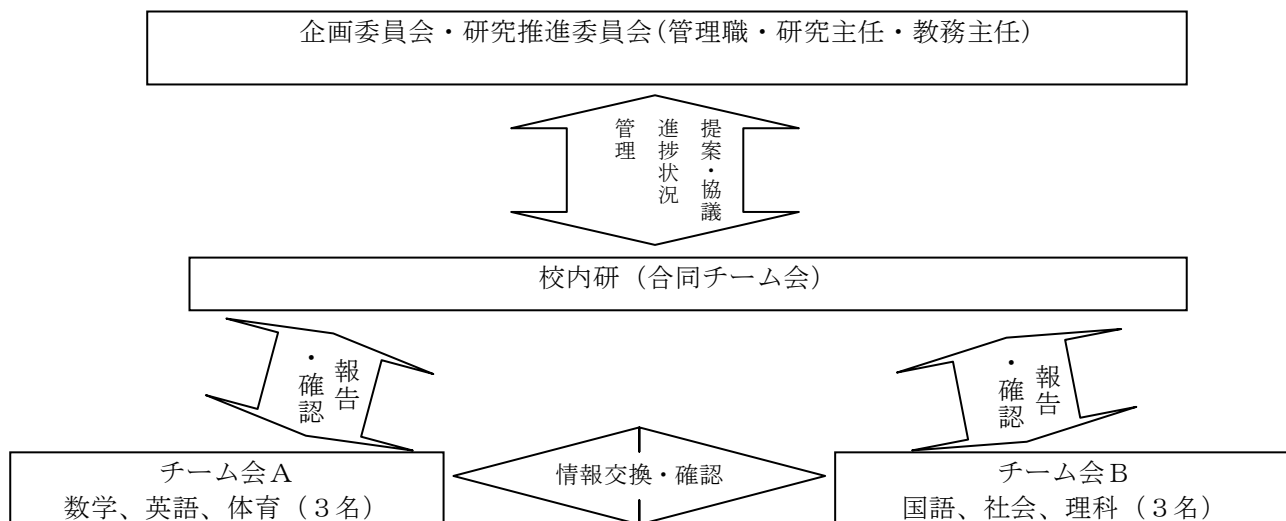 企画委員会・研究推進委員会(管理職・研究主任・教務主任)
提案・協議
進捗状況
管理
校内研（合同チーム会）
報告
・確認
報告
・確認
チーム会A
数学、英語、体育（３名）
情報交換・確認
チーム会B
国語、社会、理科（３名）